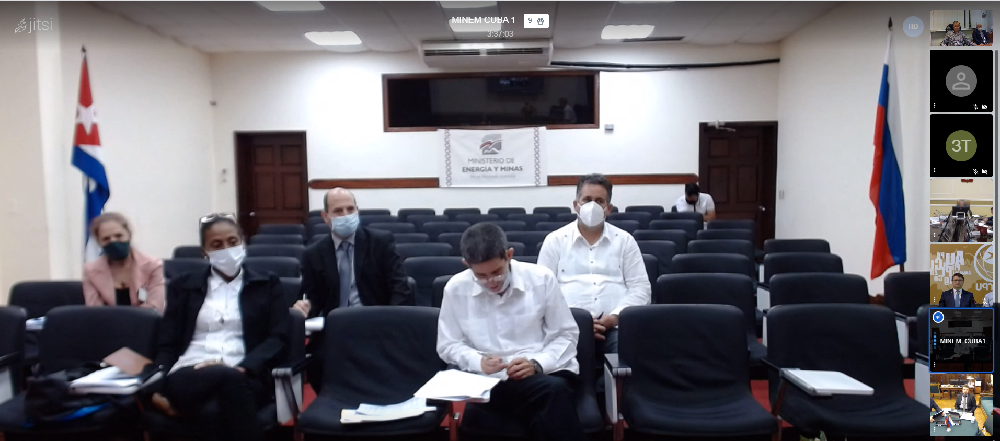 jitsi
MINEM CUBA 1
9
3:37:03
HD
MINISTERIO DE
ENERGÍA Y MINAS
3T
MINEM_CUBA1